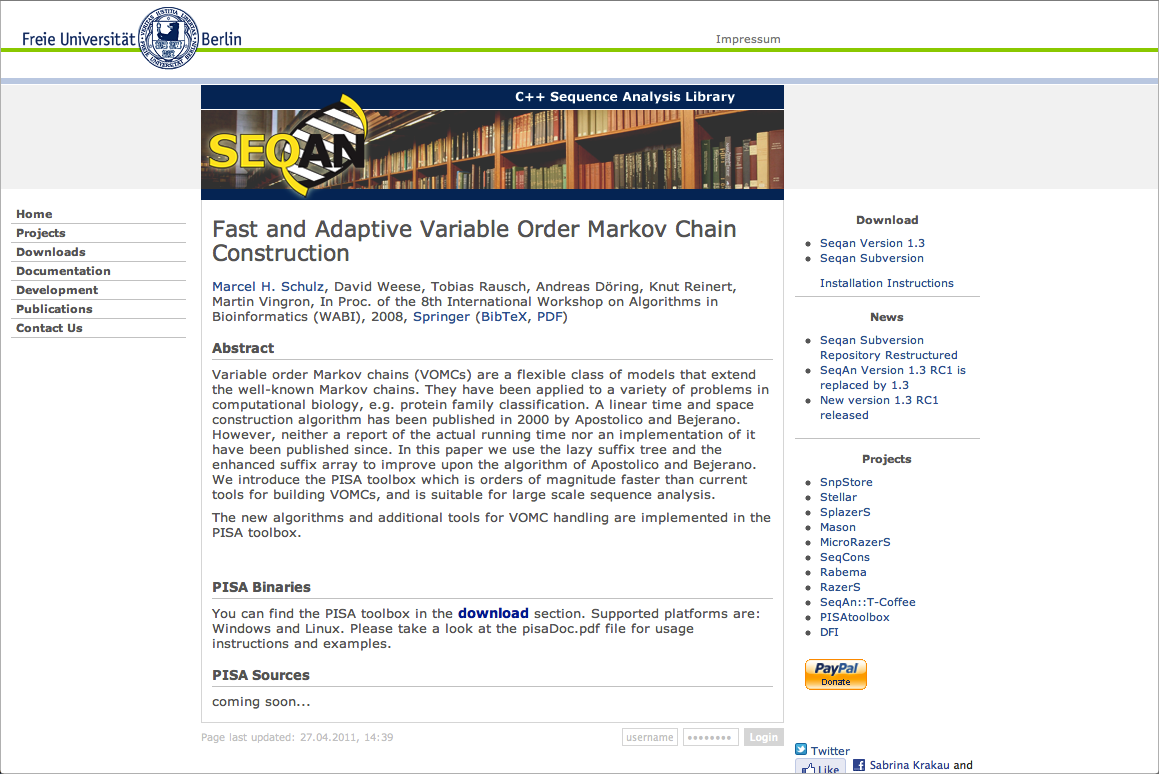 Freie Universität Berlin
Impressum
C++ Sequence Analysis Library
SEQAN
Home
Projects
Downloads
Documentation
Development
Publications
Contact Us
Fast and Adaptive Variable Order Markov Chain
Construction
Marcel H. Schulz, David Weese, Tobias Rausch, Andreas Döring, Knut Reinert,
Martin Vingron, In Proc. of the 8th International Workshop on Algorithms in
Bioinformatics (WABI), 2008, Springer (BibTeX, PDF)
Abstract
Variable order Markov chains (VOMCs) are a flexible class of models that extend
the well-known Markov chains. They have been applied to a variety of problems in
computational biology, e.g. protein family classification. A linear time and space
construction algorithm has been published in 2000 by Apostolico and Bejerano.
However, neither a report of the actual running time nor an implementation of it
have been published since. In this paper we use the lazy suffix tree and the
enhanced suffix array to improve upon the algorithm of Apostolico and Bejerano.
We introduce the PISA toolbox which is orders of magnitude faster than current
tools for building VOMCs, and is suitable for large scale sequence analysis.
The new algorithms and additional tools for VOMC handling are implemented in the
PISA toolbox.
PISA Binaries
You can find the PISA toolbox in the download section. Supported platforms are:
Windows and Linux. Please take a look at the pisaDoc.pdf file for usage
instructions and examples.
PISA Sources
coming soon...
Page last updated: 27.04.2011, 14:39
username
Login
Download
Seqan Version 1.3
Seqan Subversion
Installation Instructions
News
Seqan Subversion
Repository Restructured
SeqAn Version 1.3 RC1 is
replaced by 1.3
New version 1.3 RC1
released
Projects
SnpStore
Stellar
SplazerS
Mason
MicroRazerS
SeqCons
Rabema
RazerS
SeqAn::T-Coffee
PISAtoolbox
DFI
PayPal
Donate
Twitter
Like
Sabrina Krakau and